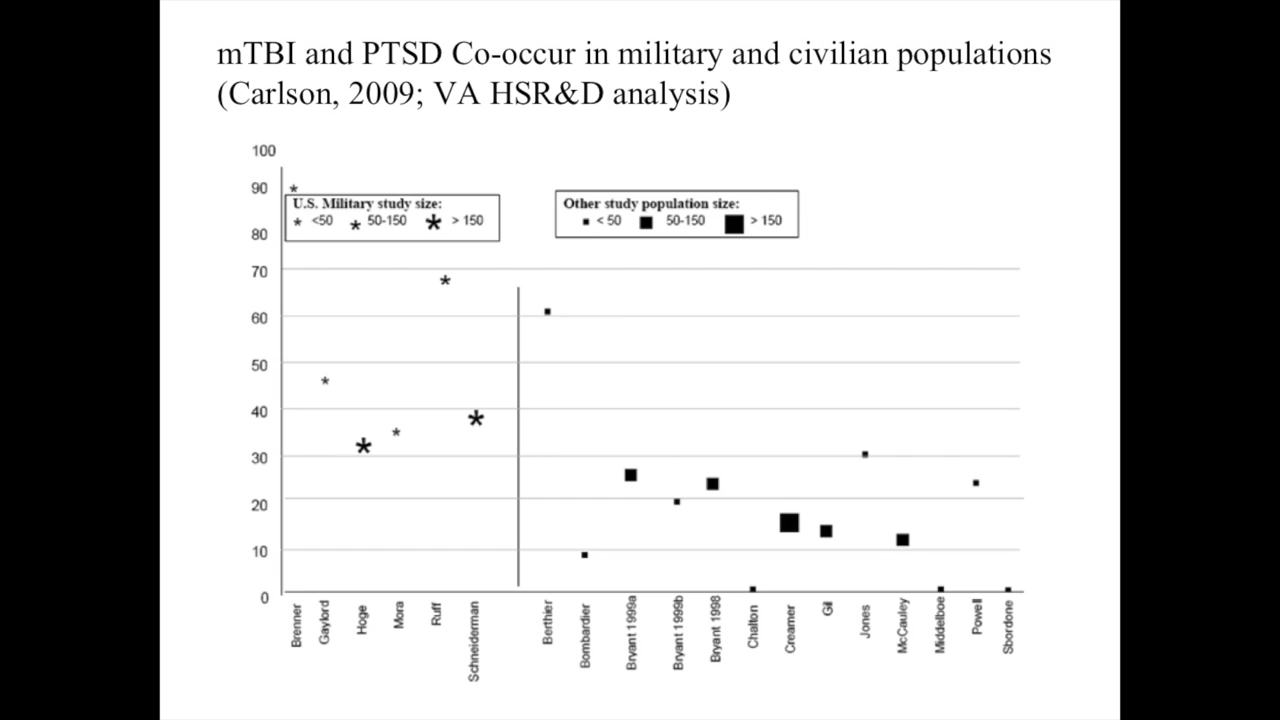 mTBI and PTSD Co-occur in military and civilian populations
(Carlson, 2009; VA HSR&D analysis)
100
90
U.S. Military study size:
* <50 * 50-150 * > 150
Other study population size:
< 50 50-150 > 150
80
70
60
50
40
30
20
10
0
Brenner
Gaylord
Hoge
Mora
Ruff
Schneiderman
Berthier
Bombardier
Bryant 1999a
Bryant 1999b
Bryant 1998
Chalton
Creamer
Gil
Jones
McCauley
Middelboe
Powell
Sbordone